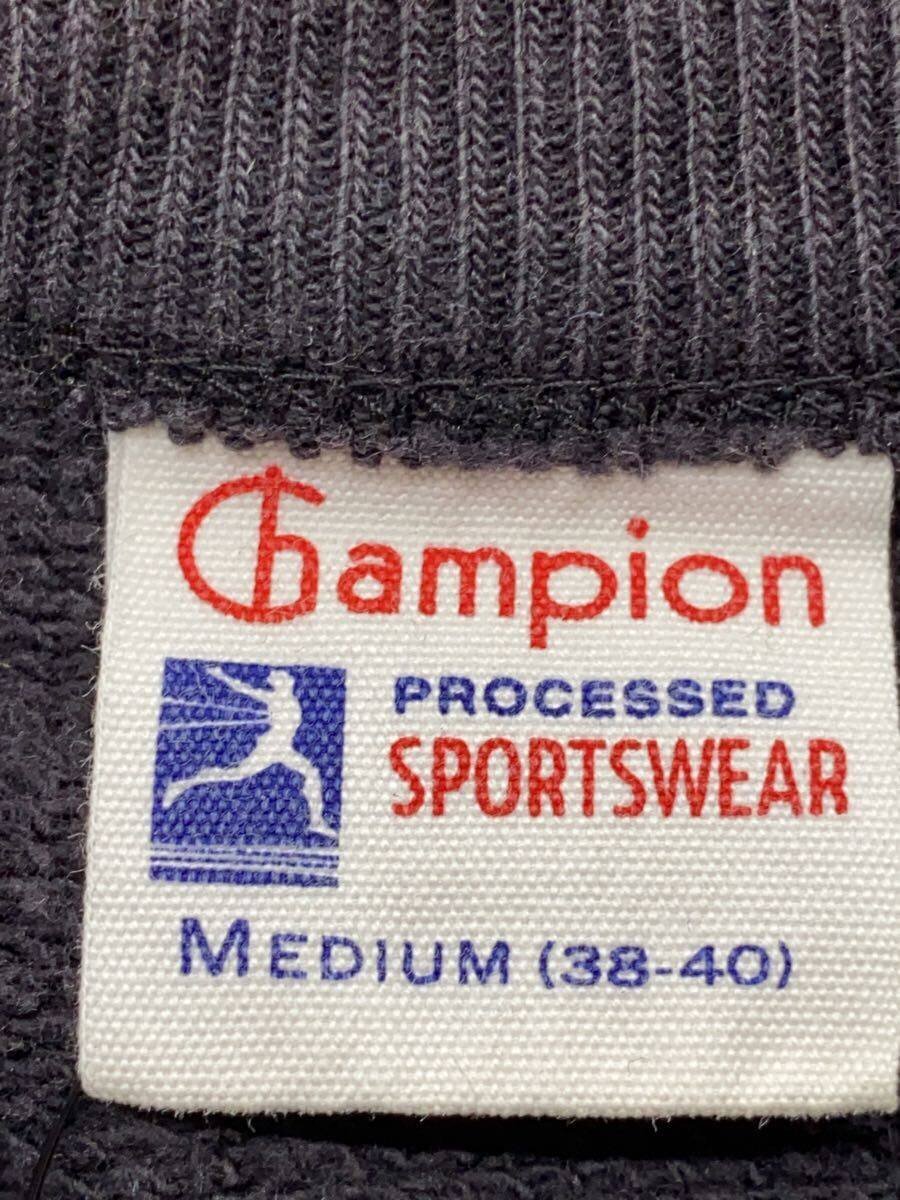 Champion
PROCESSED
SPORTSWEAR
MEDIUM (38-40)